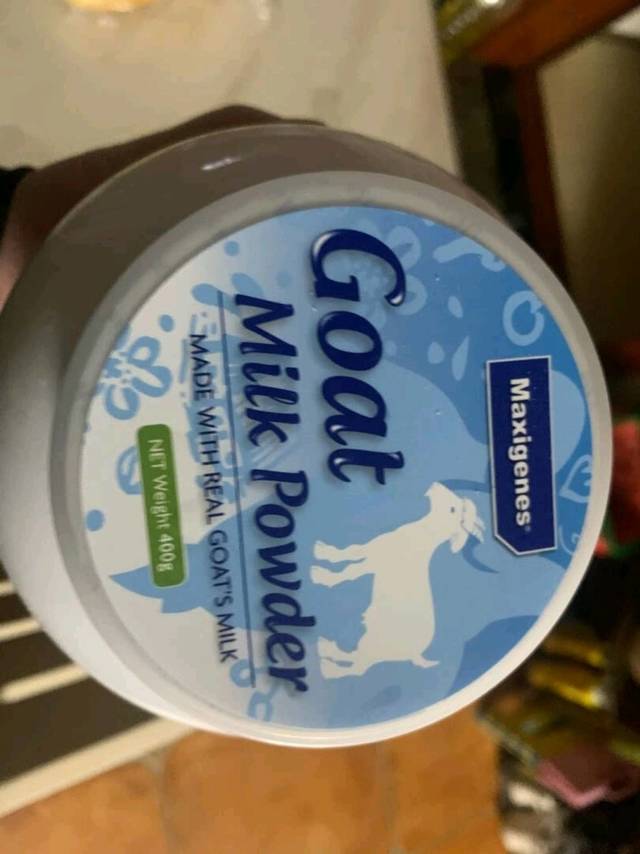 Maxigenes
Goat
Milk Powder
MADE WITH REAL GOAT'S MILK
NET Weight 400g